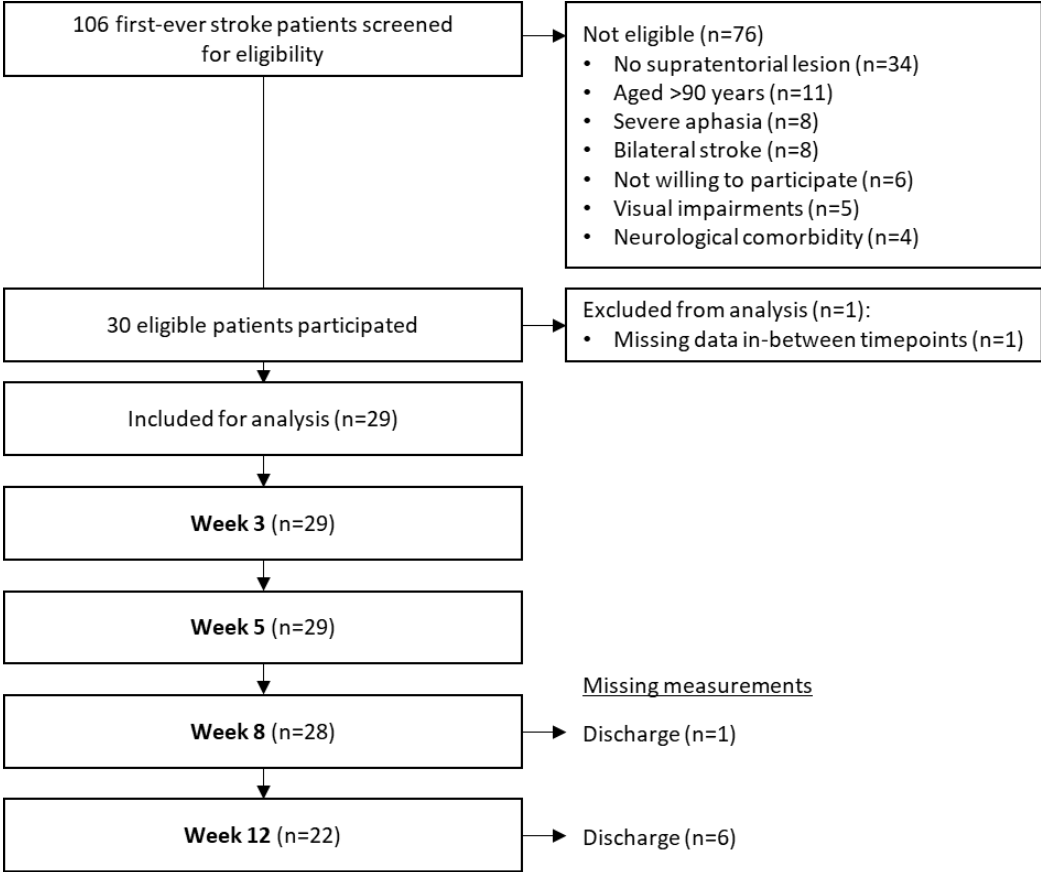 106 first-ever stroke patients screened
for eligibility
Not eligible (n=76)
• No supratentorial lesion (n=34)
• Aged >90 years (n=11)
• Severe aphasia (n=8)
• Bilateral stroke (n=8)
• Not willing to participate (n=6)
• Visual impairments (n=5)
• Neurological comorbidity (n=4)
30 eligible patients participated
Excluded from analysis (n=1):
• Missing data in-between timepoints (n=1)
Included for analysis (n=29)
Week 3 (n=29)
Week 5 (n=29)
Missing measurements
Week 8 (n=28)
Discharge (n=1)
Week 12 (n=22)
Discharge (n=6)